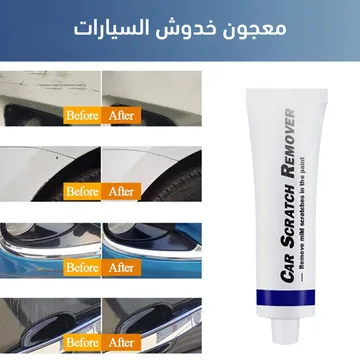 معجون خدوش السيارات
Before
After
Before
After
Before
After
Before
After
CAR SCRATCH REMOVER
Remove mild scratches in the paint